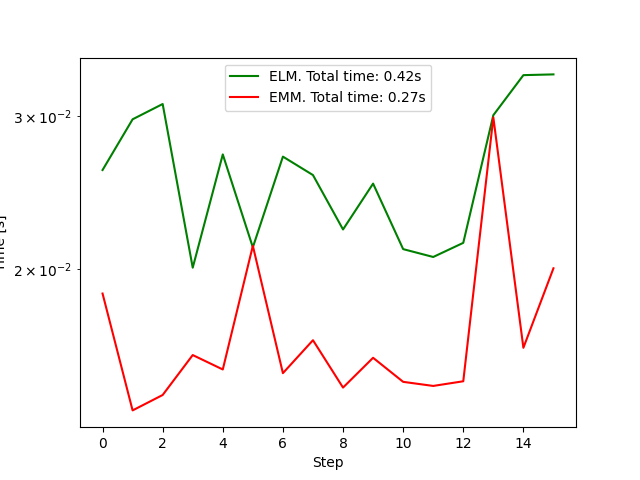 ELM. Total time: 0.42s
EMM. Total time: 0.27s
3 × 10⁻²
2 × 10⁻²
Time [s]
0 2 4 6 8 10 12 14
Step